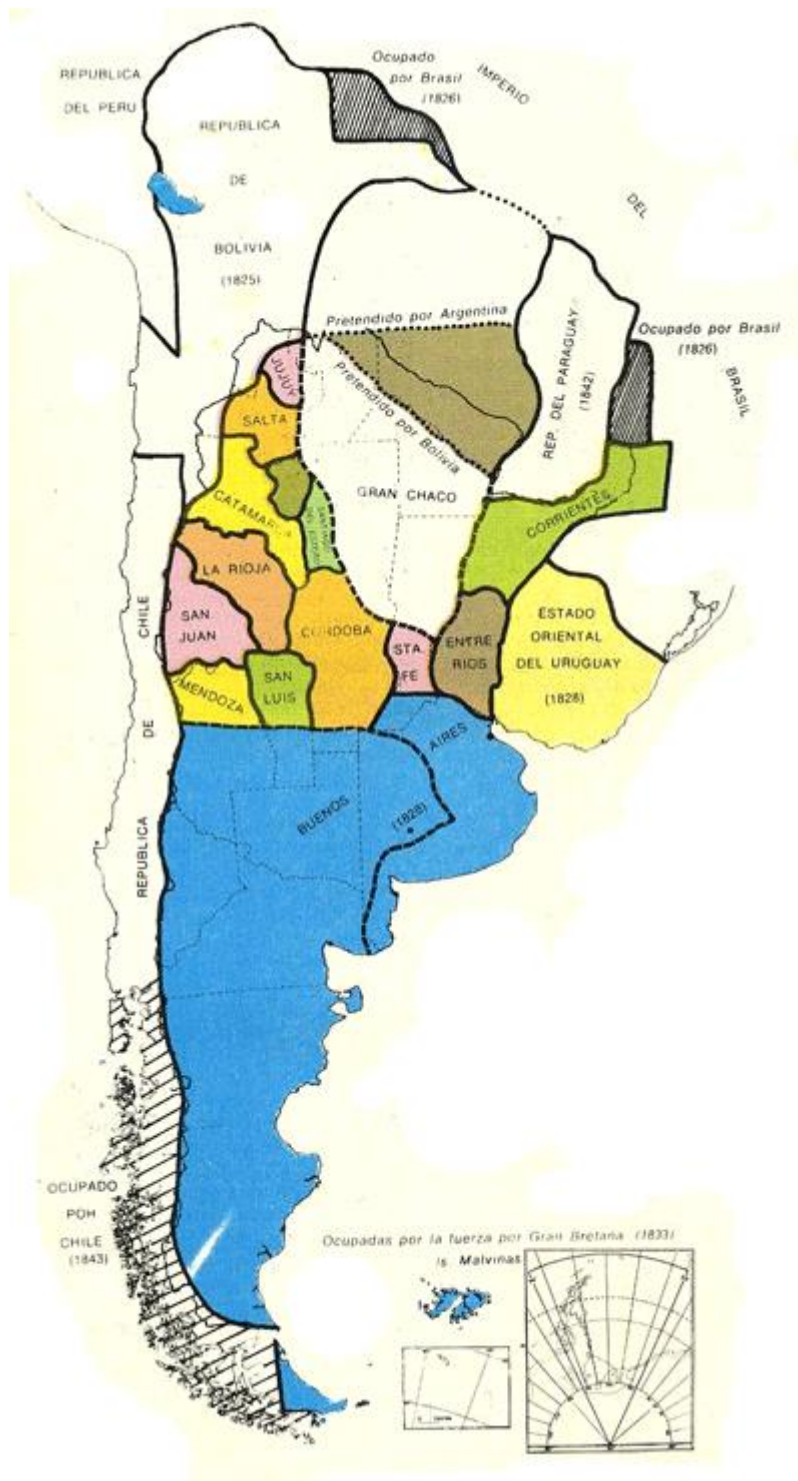 Ocupado
por Brasil
(1826)
IMPERIO
REPUBLICA
DEL PERU
REPUBLICA
DE
BOLIVIA
(1825)
DEL
BRASIL
Pretendido por Argentina
Ocupado por Brasil
(1826)
REP. DEL PARAGUAY
(1842)
Pretendido por Bolivia
JUJUY
SALTA
GRAN CHACO
CATAMARCA
CORRIENTES
LA RIOJA
SAN
JUAN
CORDOBA
STA.
FE
ENTRE
RIOS
ESTADO
ORIENTAL
DEL URUGUAY
(1828)
MENDOZA
SAN
LUIS
REPUBLICA DE CHILE
BUENOS AIRES
(1828)
OCUPADO
POR
CHILE
(1843)
Ocupadas por la fuerza por Gran Bretaña (1833)
Is. Malvinas